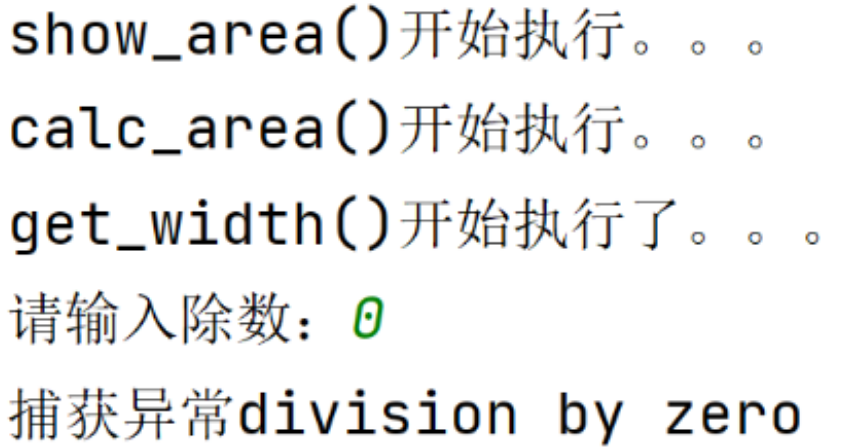 show_area()开始执行。。。
calc_area()开始执行。。。
get_width()开始执行了。。。
请输入除数：0
捕获异常division by zero